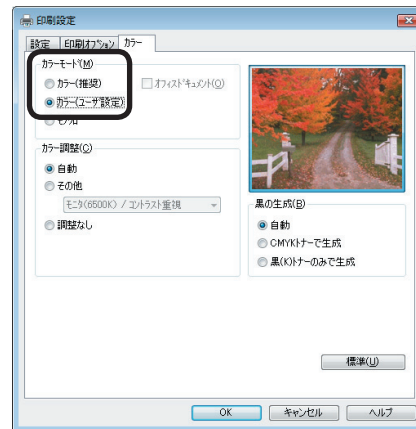 印刷設定
設定 印刷オプション カラー
カラーモード(M)
カラー(推奨) オフィスドキュメント(O)
カラー(ユーザ設定)
モノクロ
カラー調整(C)
自動
その他
モニタ(6500K) / コントラスト重視
調整なし
黒の生成(B)
自動
CMYKトナーで生成
黒(K)トナーのみで生成
標準(U)
OK キャンセル ヘルプ